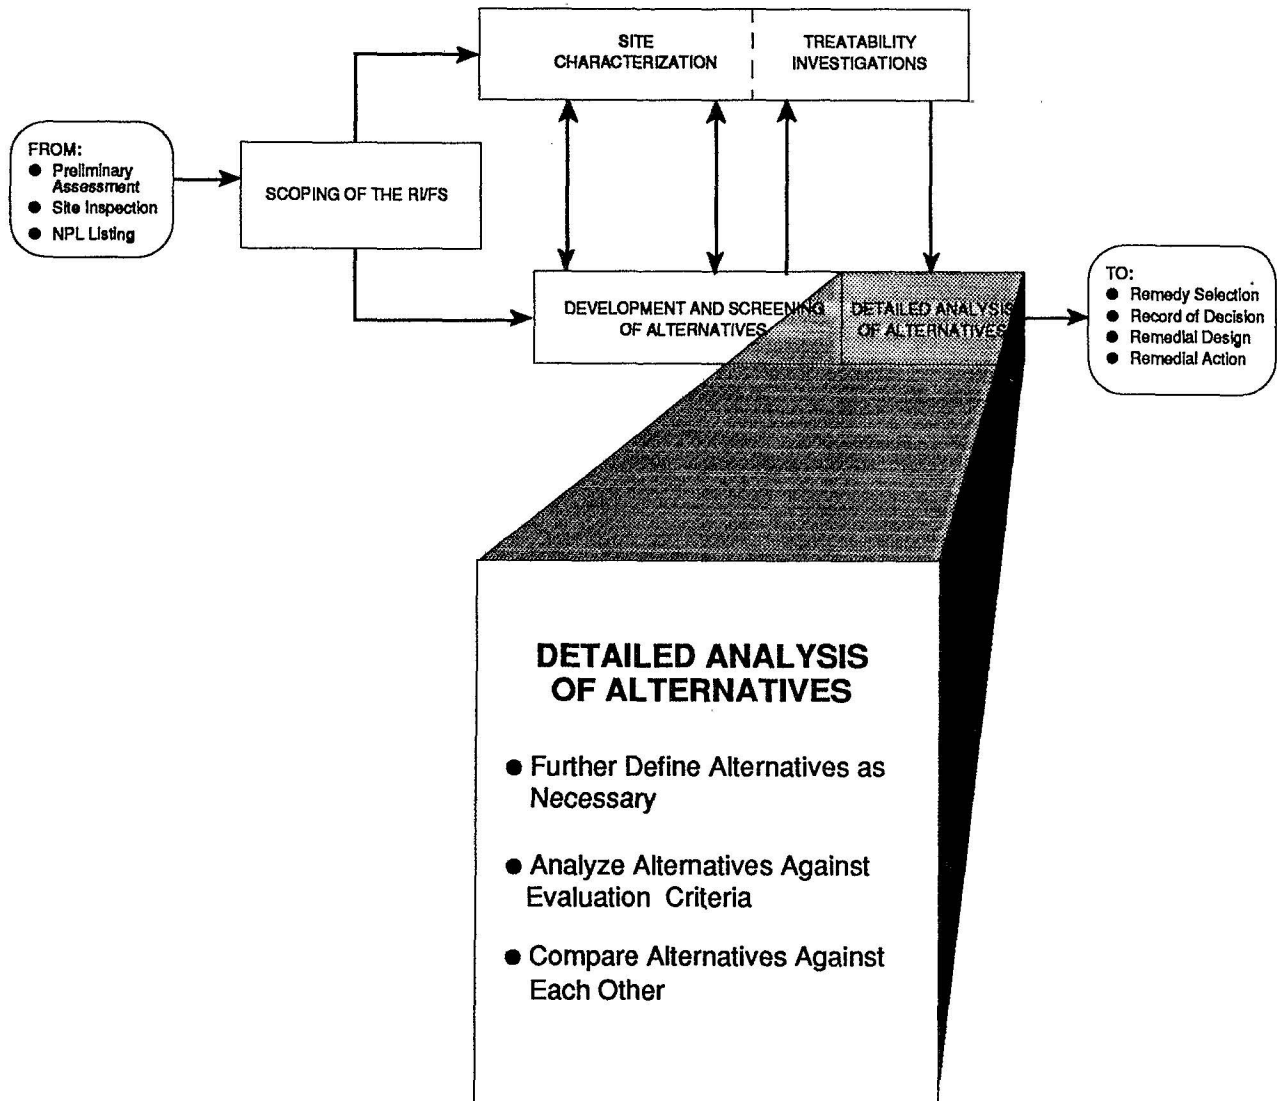 SITE
CHARACTERIZATION
TREATABILITY
INVESTIGATIONS
FROM:
● Preliminary
Assessment
● Site Inspection
● NPL Listing
SCOPING OF THE RI/FS
DEVELOPMENT AND SCREENING
OF ALTERNATIVES
DETAILED ANALYSIS
OF ALTERNATIVES
TO:
● Remedy Selection
● Record of Decision
● Remedial Design
● Remedial Action
DETAILED ANALYSIS
OF ALTERNATIVES
● Further Define Alternatives as
Necessary
● Analyze Alternatives Against
Evaluation Criteria
● Compare Alternatives Against
Each Other